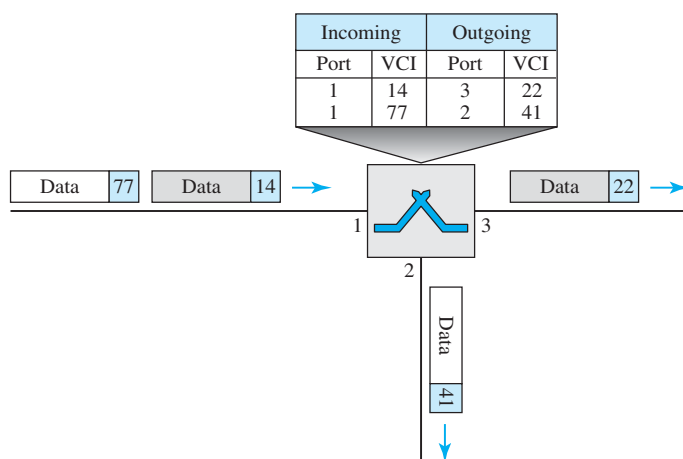 Incoming Outgoing
Port VCI Port VCI
1 14 3 22
1 77 2 41
Data 77 Data 14 Data 22
1 3
2
Data 41